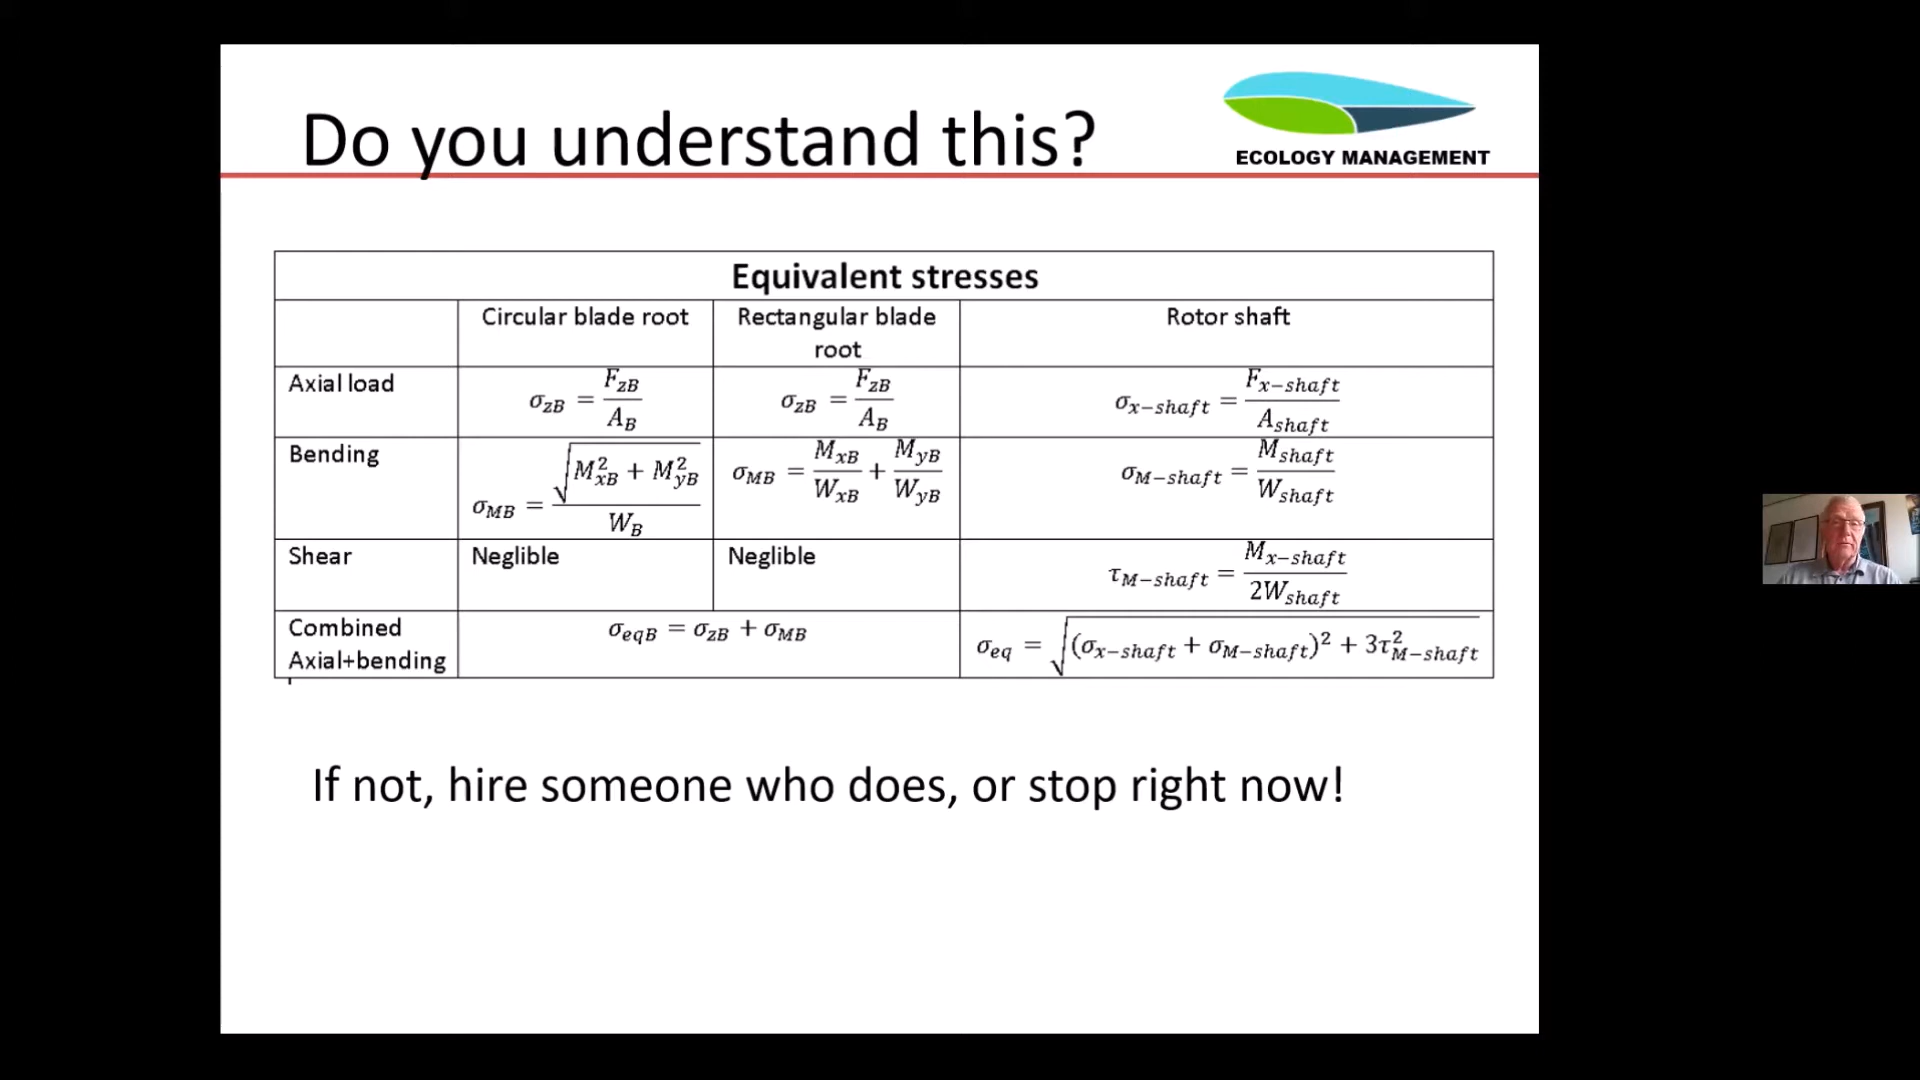 Do you understand this?
ECOLOGY MANAGEMENT
Equivalent stresses
Circular blade root
Rectangular blade
root
Rotor shaft
Axial load
σ_zB = F_zB / A_B
σ_zB = F_zB / A_B
σ_x−shaft = F_x−shaft / A_shaft
Bending
σ_MB = √(M²_xB + M²_yB) / W_B
σ_MB = M_xB / W_xB + M_yB / W_yB
σ_M−shaft = M_shaft / W_shaft
Shear
Neglible
Neglible
τ_M−shaft = M_x−shaft / 2W_shaft
Combined
Axial+bending
σ_eqB = σ_zB + σ_MB
σ_eq = √((σ_x−shaft + σ_M−shaft)² + 3τ²_M−shaft)
If not, hire someone who does, or stop right now!